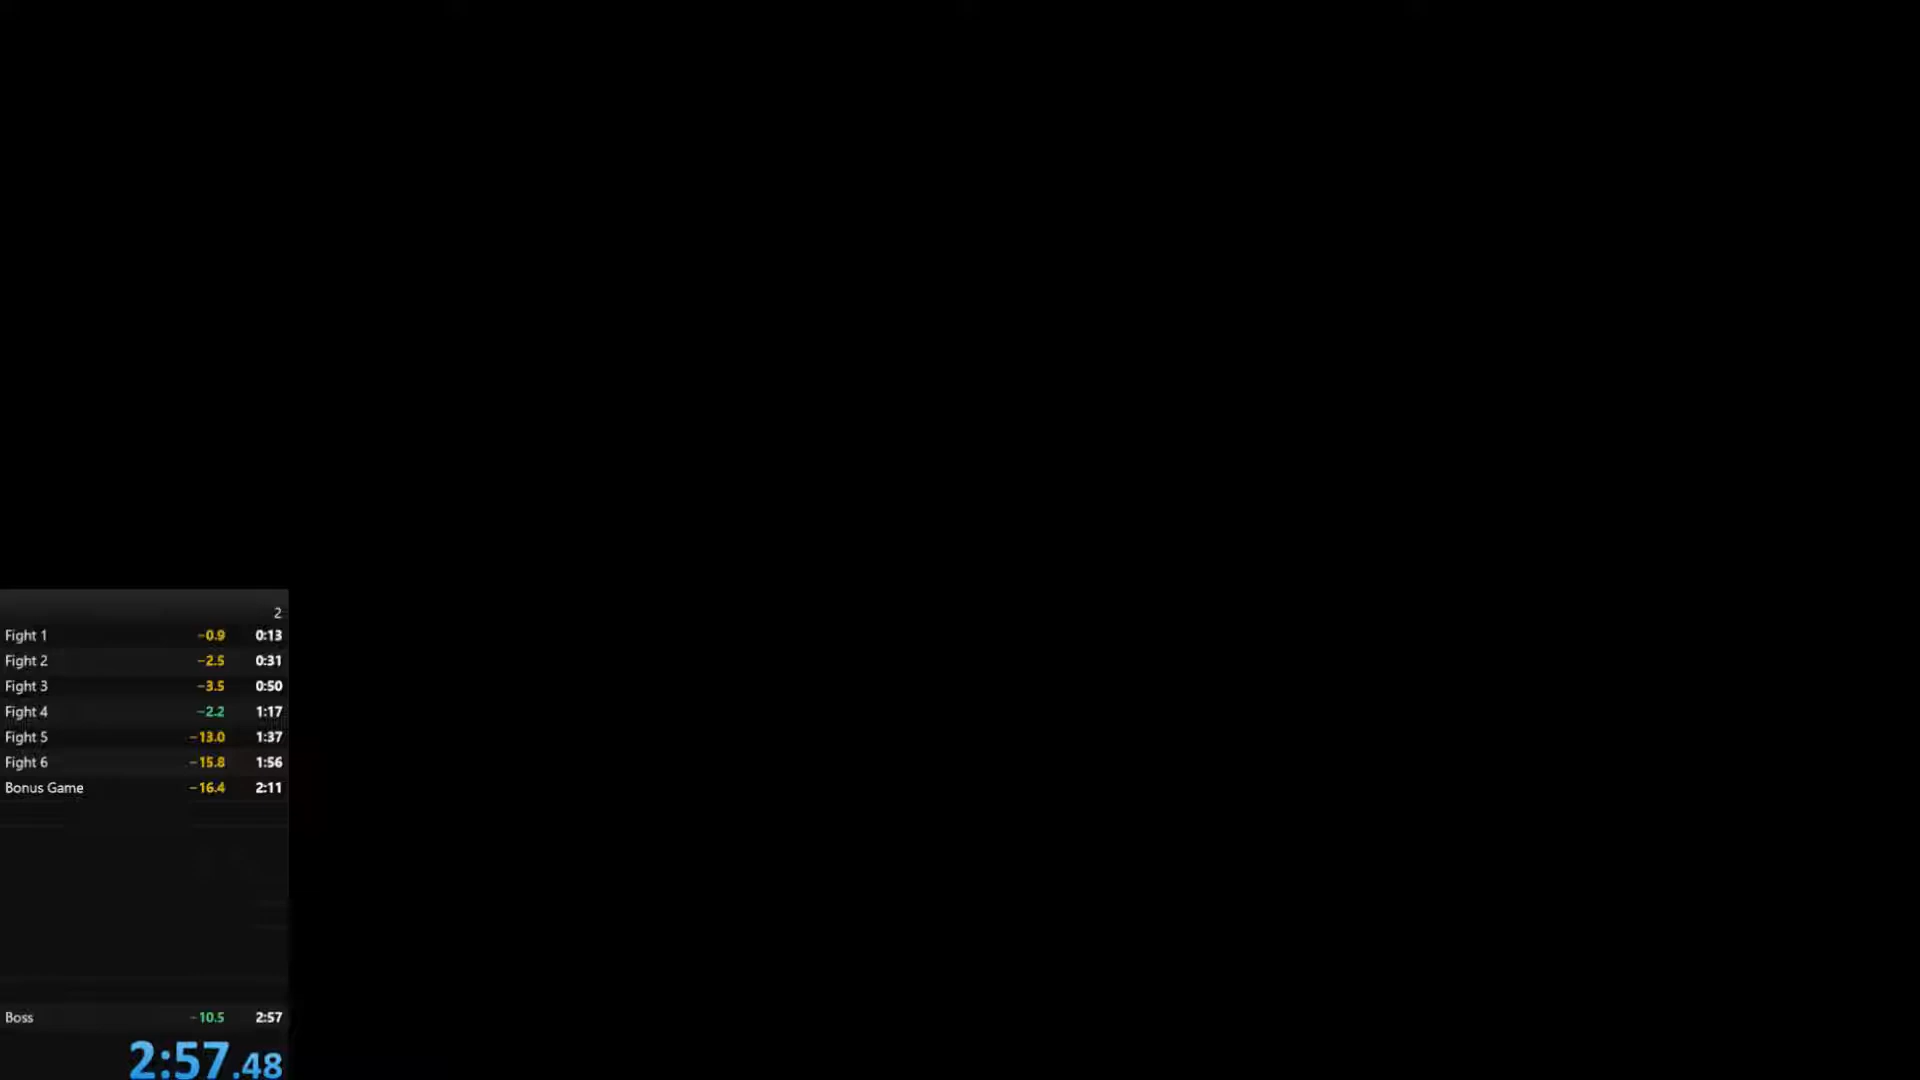 2
Fight 1 −0.9 0:13
Fight 2 −2.5 0:31
Fight 3 −3.5 0:50
Fight 4 −2.2 1:17
Fight 5 −13.0 1:37
Fight 6 −15.8 1:56
Bonus Game −16.4 2:11
Boss −10.5 2:57
2:57.48